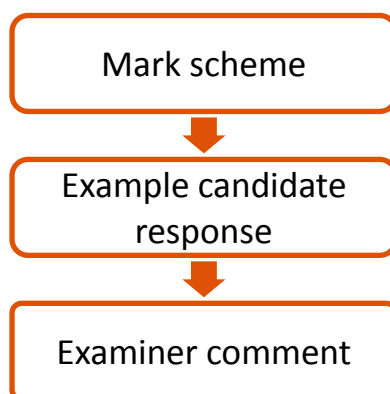 Mark scheme
Example candidate
response
Examiner comment